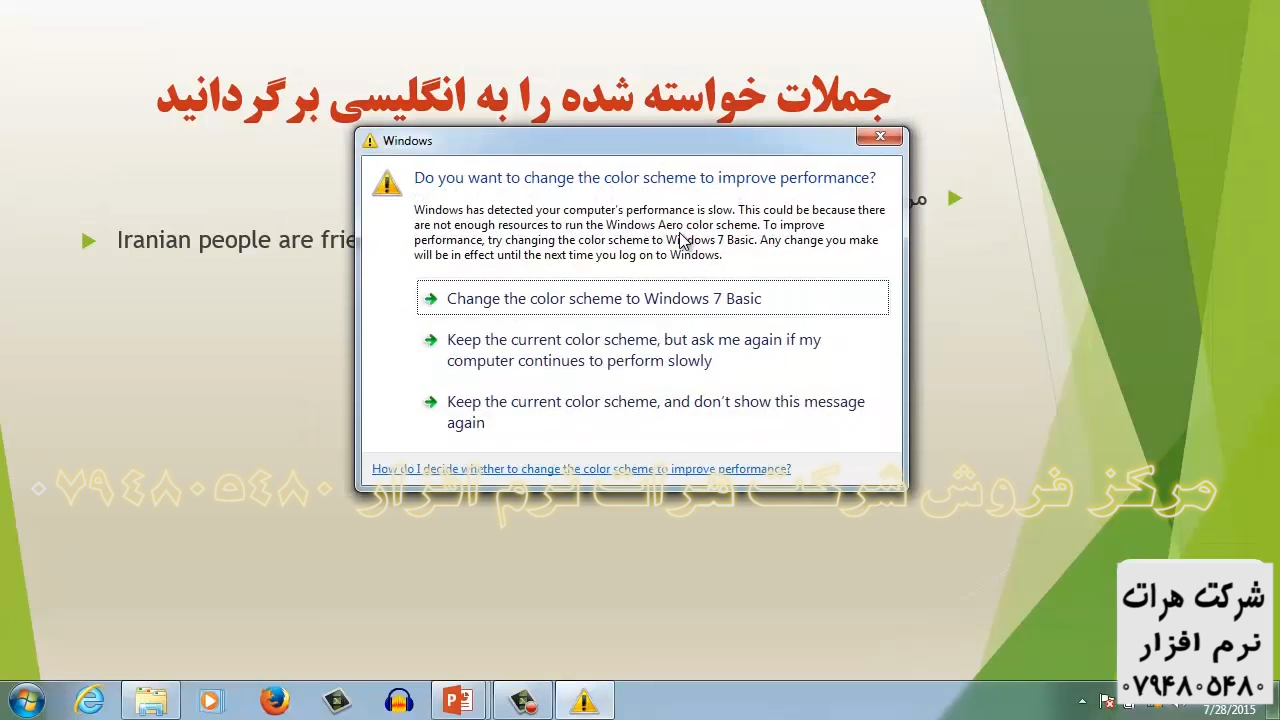 جملات خواسته شده را به انگلیسی برگردانید
Windows
Do you want to change the color scheme to improve performance?
Windows has detected your computer's performance is slow. This could be because there
are not enough resources to run the Windows Aero color scheme. To improve
performance, try changing the color scheme to Windows 7 Basic. Any change you make
will be in effect until the next time you log on to Windows.
Iranian people are frie
Change the color scheme to Windows 7 Basic
Keep the current color scheme, but ask me again if my
computer continues to perform slowly
Keep the current color scheme, and don't show this message
again
How do I decide whether to change the color scheme to improve performance?
مرکز فروش شرکت هرات نرم افزار ۰۷۹۴۸۰۵۴۸۰
شرکت هرات
نرم افزار
۰۷۹۴۸۰۵۴۸۰
7/28/2015